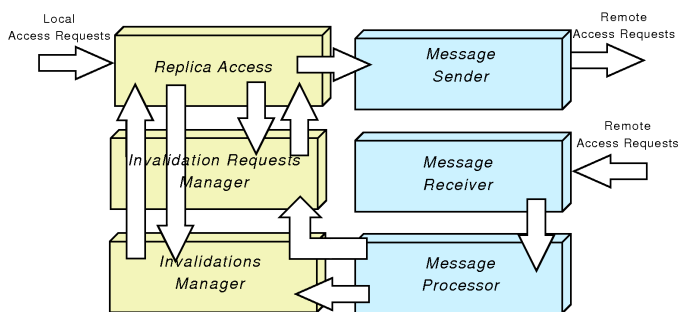 Local
Access Requests
Remote
Access Requests
Replica Access
Message
Sender
Remote
Access Requests
Invalidation Requests
Manager
Message
Receiver
Invalidations
Manager
Message
Processor